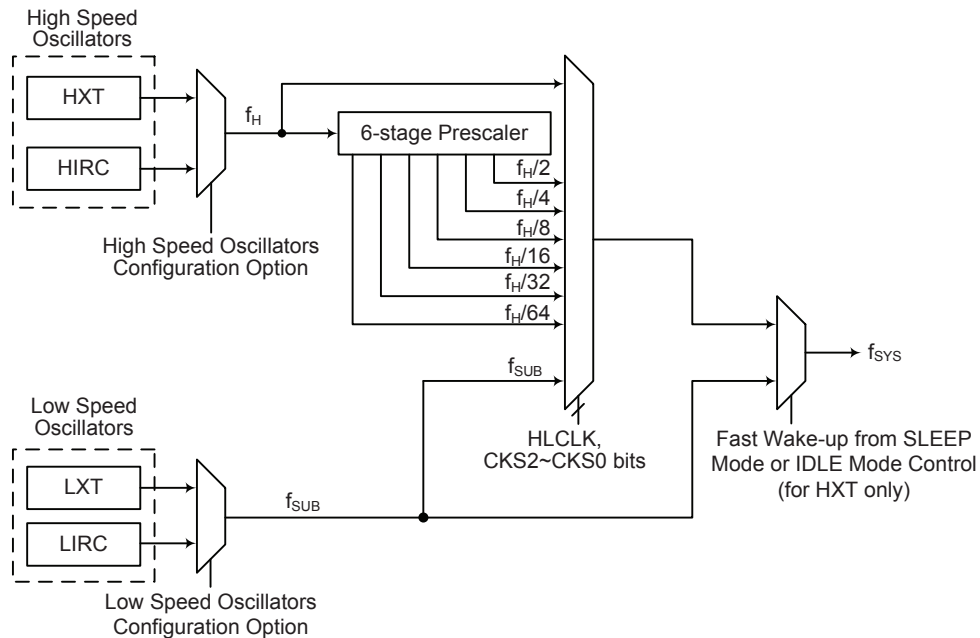 High Speed
Oscillators
HXT
HIRC
f_H
6-stage Prescaler
f_H/2
f_H/4
f_H/8
f_H/16
f_H/32
f_H/64
High Speed Oscillators
Configuration Option
f_SUB
f_SYS
HLCLK,
CKS2~CKS0 bits
Fast Wake-up from SLEEP
Mode or IDLE Mode Control
(for HXT only)
Low Speed
Oscillators
LXT
LIRC
f_SUB
Low Speed Oscillators
Configuration Option